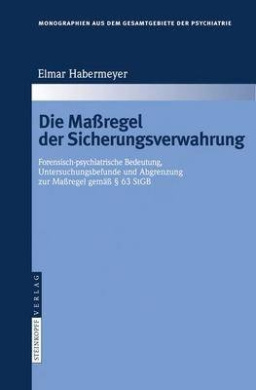 MONOGRAPHIEN AUS DEM GESAMTGEBIETE DER PSYCHIATRIE
Elmar Habermeyer
Die Maßregel
der Sicherungsverwahrung
Forensisch-psychiatrische Bedeutung,
Untersuchungsbefunde und Abgrenzung
zur Maßregel gemäß § 63 StGB
STEINKOPFF
VERLAG